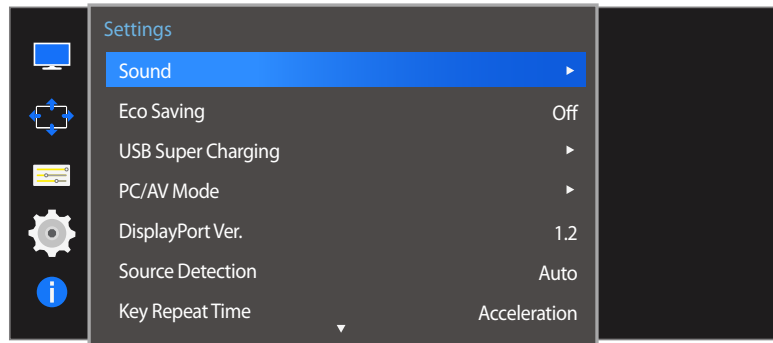 Settings
Sound
Eco Saving Off
USB Super Charging
PC/AV Mode
DisplayPort Ver. 1.2
Source Detection Auto
Key Repeat Time Acceleration